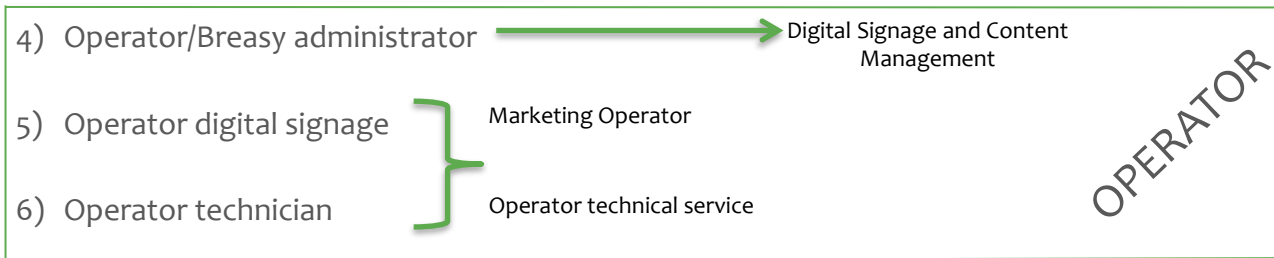 4) Operator/Breasy administrator
Digital Signage and Content
Management
5) Operator digital signage
Marketing Operator
6) Operator technician
Operator technical service
OPERATOR